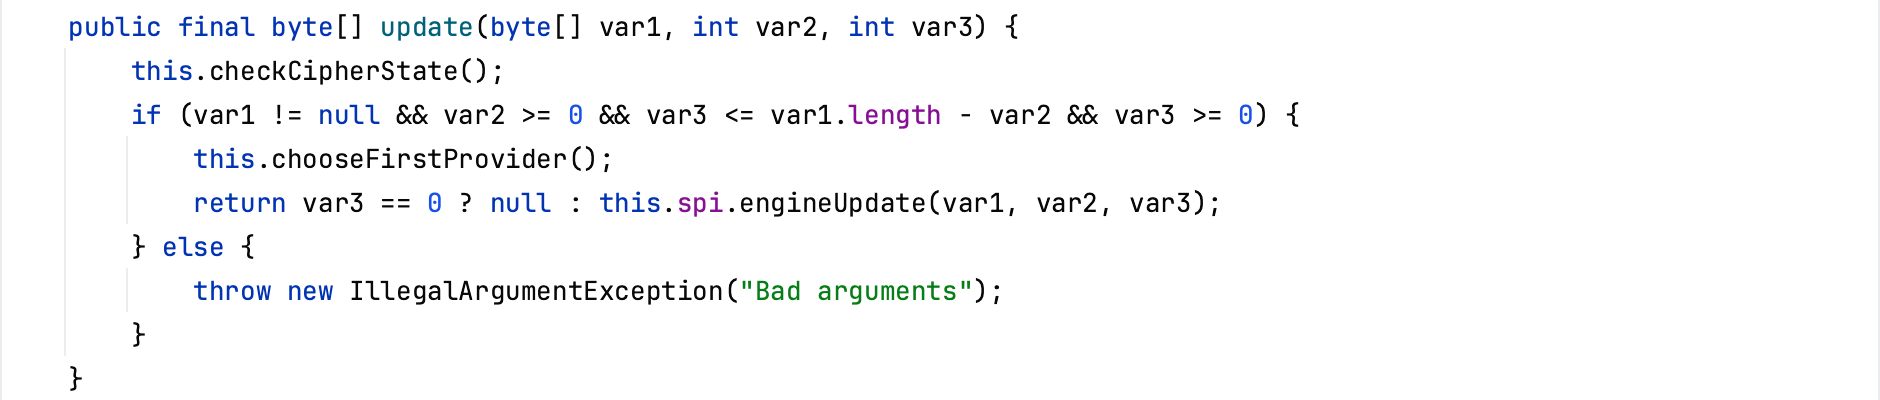 public final byte[] update(byte[] var1, int var2, int var3) {
this.checkCipherState();
if (var1 != null && var2 >= 0 && var3 <= var1.length - var2 && var3 >= 0) {
this.chooseFirstProvider();
return var3 == 0 ? null : this.spi.engineUpdate(var1, var2, var3);
} else {
throw new IllegalArgumentException("Bad arguments");
}
}